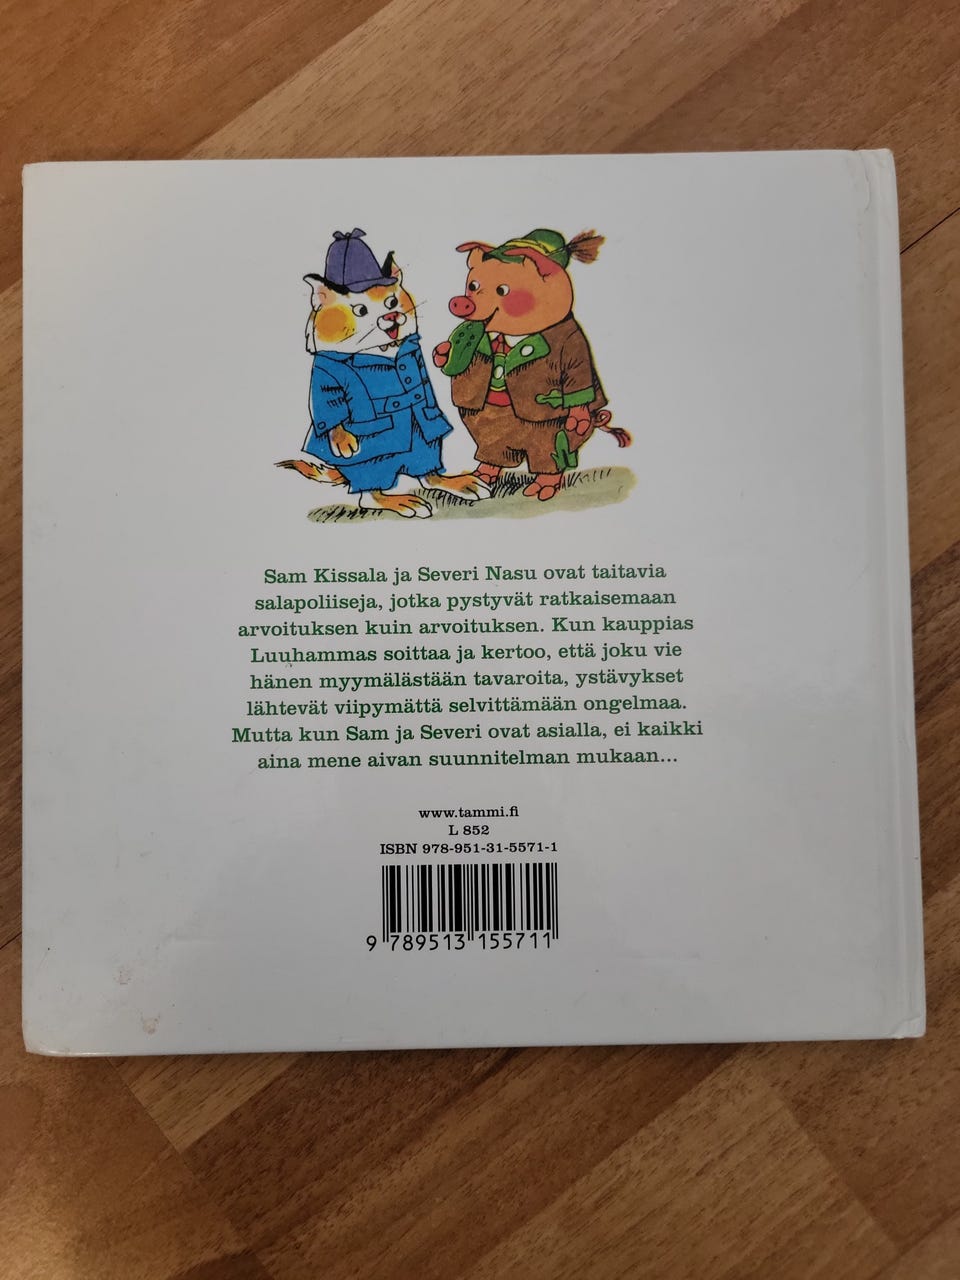 Sam Kissala ja Severi Nasu ovat taitavia
salapoliiseja, jotka pystyvät ratkaisemaan
arvoituksen kuin arvoituksen. Kun kauppias
Luuhammas soittaa ja kertoo, että joku vie
hänen myymälästään tavaroita, ystävykset
lähtevät viipymättä selvittämään ongelmaa.
Mutta kun Sam ja Severi ovat asialla, ei kaikki
aina mene aivan suunnitelman mukaan...
www.tammi.fi
L 852
ISBN 978-951-31-5571-1
9 789513 155711